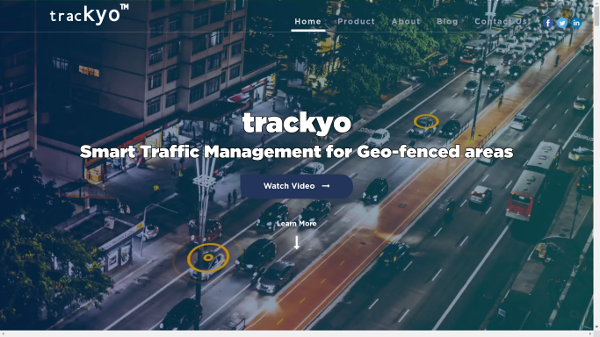 tracKyo™
Home Product About Blog Contact Us!
trackyo
Smart Traffic Management for Geo-fenced areas
Watch Video →
Learn More
↓